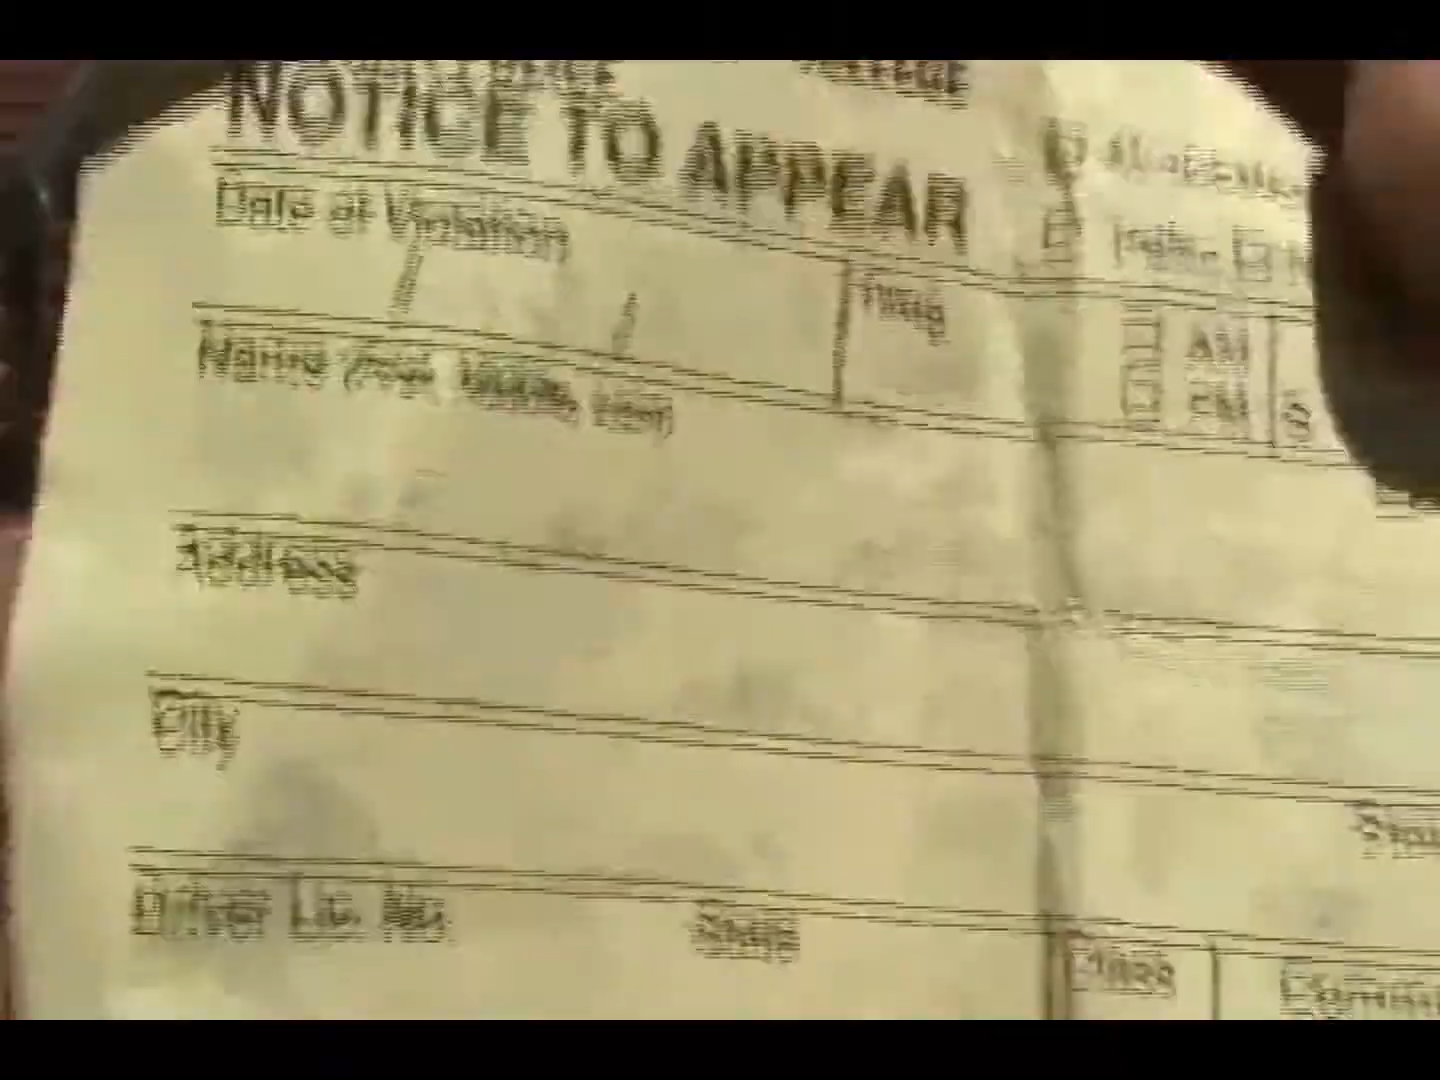 NOTICE TO APPEAR
Date of Violation
Time
AM
PM
Name (First, Middle, Last)
Address
City
Driver Lic. No.
State
Class